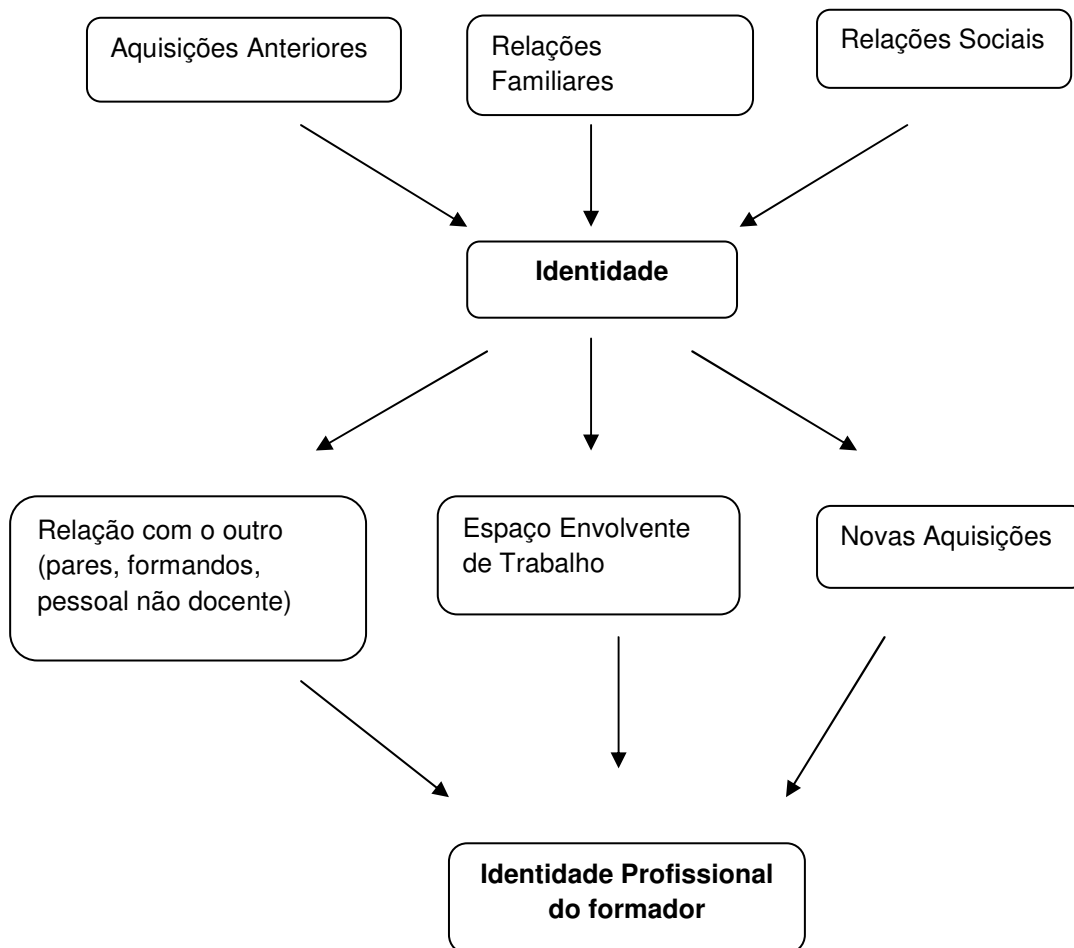 Aquisições Anteriores
Relações
Familiares
Relações Sociais
Identidade
Relação com o outro
(pares, formandos,
pessoal não docente)
Espaço Envolvente
de Trabalho
Novas Aquisições
Identidade Profissional
do formador